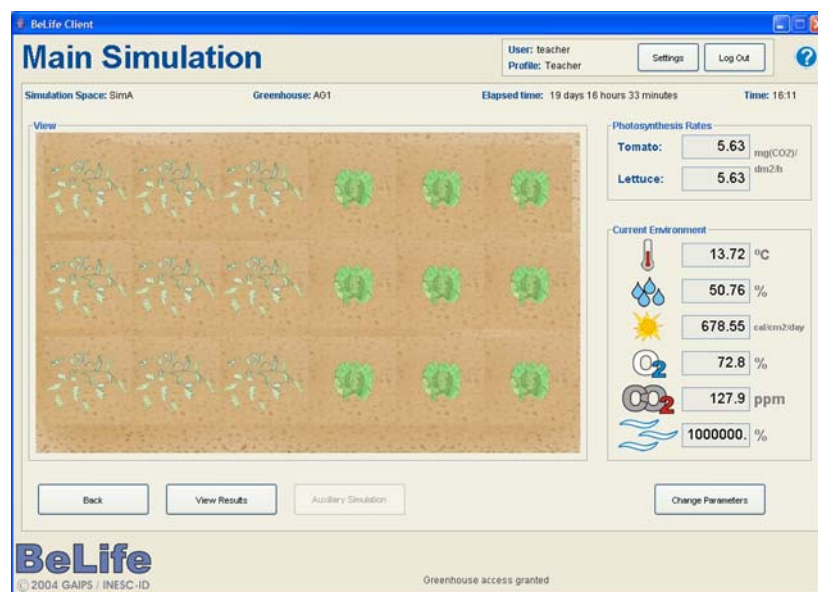 BeLife Client
Main Simulation
User: teacher
Profile: Teacher
Settings
Log Out
?
Simulation Space: SimA Greenhouse: AG1 Elapsed time: 19 days 16 hours 33 minutes Time: 16:11
View
Photosynthesis Rates
Tomato: 5.63 mg(CO2)/
Lettuce: 5.63 dm2/h
Current Environment
13.72 ºC
50.76 %
678.55 cal/cm2/day
O2 72.8 %
CO2 127.9 ppm
1000000. %
Back View Results Auxiliary Simulation Change Parameters
BeLife
© 2004 GAIPS / INESC-ID
Greenhouse access granted